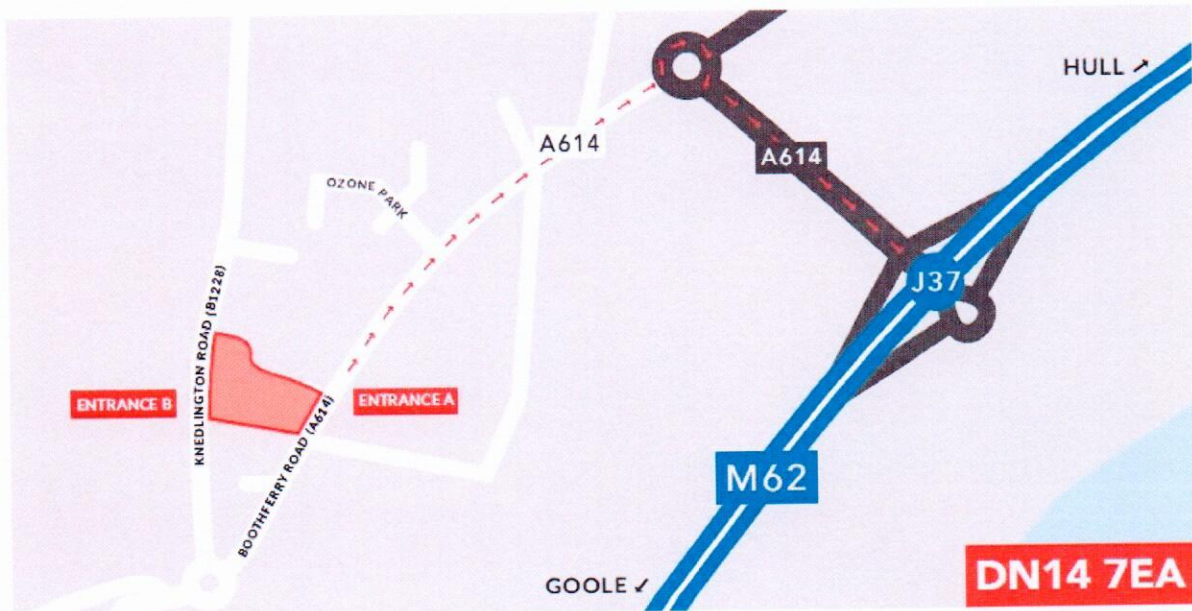 HULL ↗
A614
A614
OZONE PARK
J37
KNEDLINGTON ROAD (B1228)
ENTRANCE B
ENTRANCE A
BOOTHFERRY ROAD (A614)
M62
GOOLE ↙
DN14 7EA